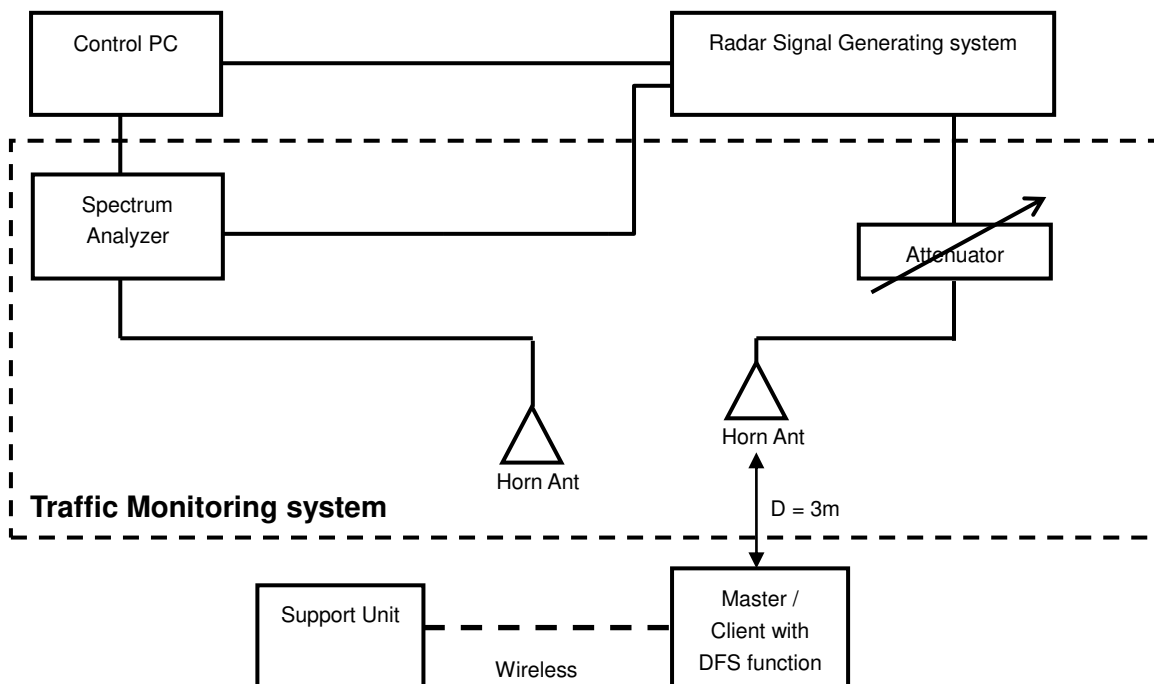 Control PC
Radar Signal Generating system
Spectrum
Analyzer
Attenuator
Horn Ant
Horn Ant
Traffic Monitoring system
D = 3m
Support Unit
Wireless
Master /
Client with
DFS function